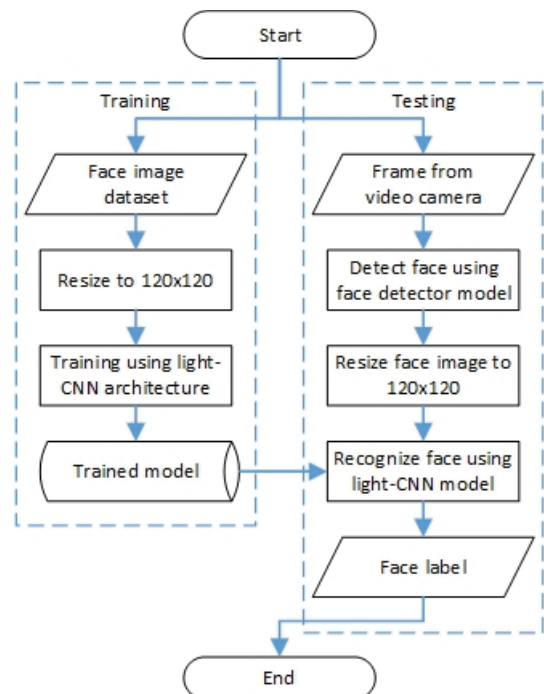 Start
Training
Face image
dataset
Resize to 120x120
Training using light-
CNN architecture
Trained model
Testing
Frame from
video camera
Detect face using
face detector model
Resize face image to
120x120
Recognize face using
light-CNN model
Face label
End